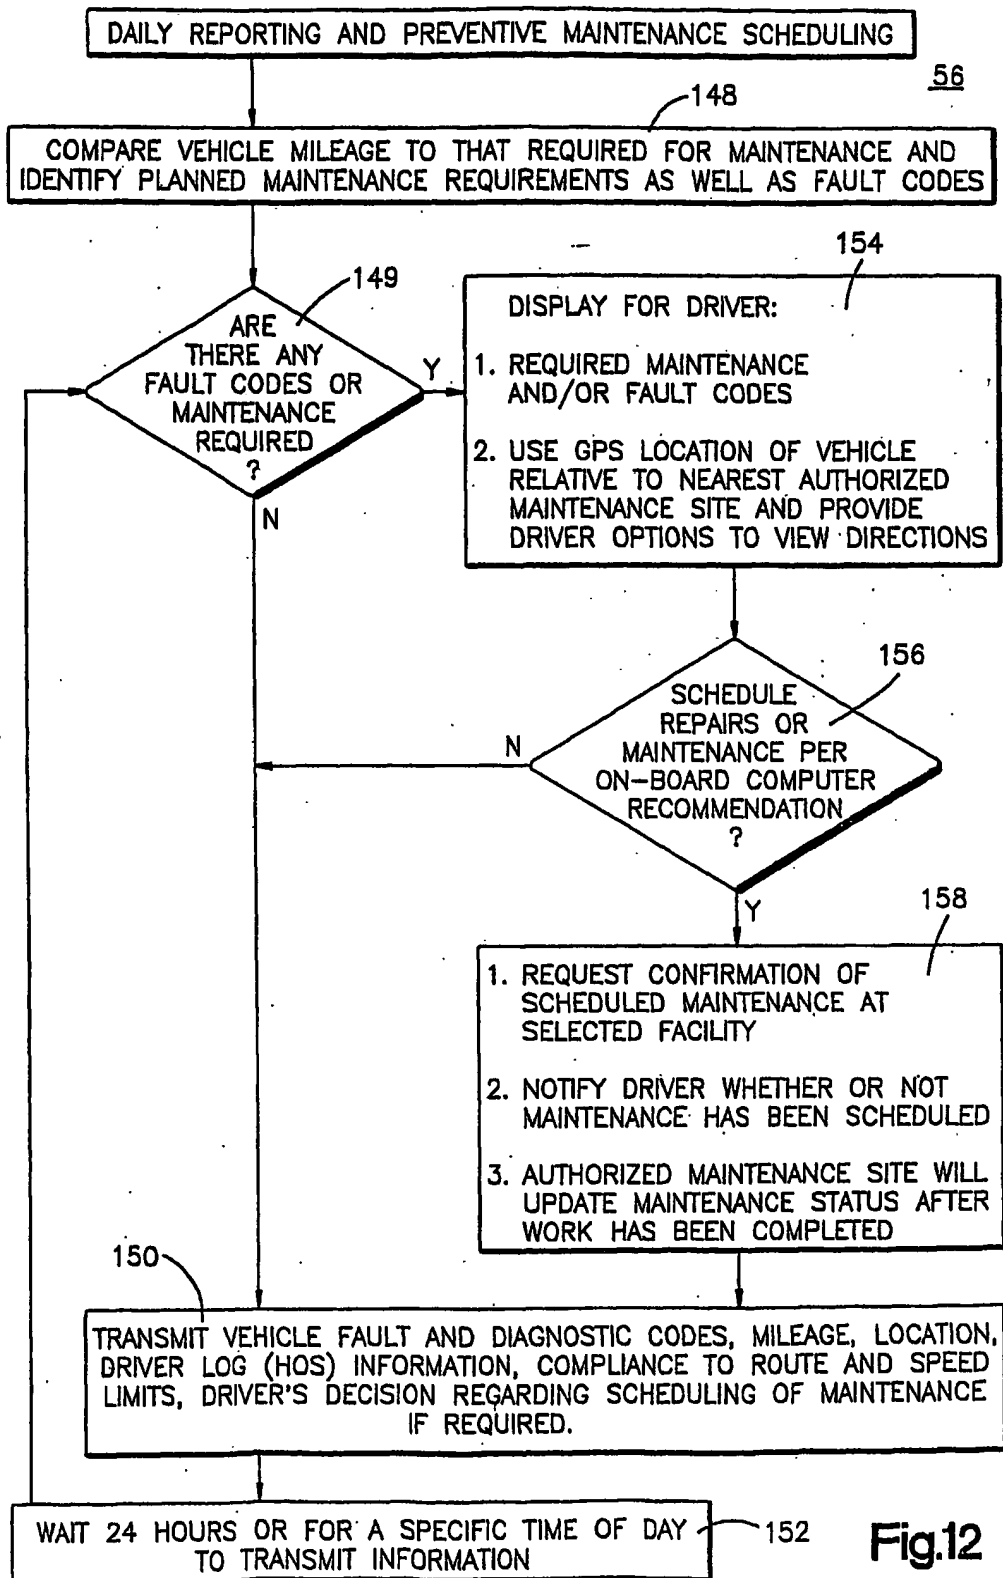 DAILY REPORTING AND PREVENTIVE MAINTENANCE SCHEDULING
56
148
COMPARE VEHICLE MILEAGE TO THAT REQUIRED FOR MAINTENANCE AND
IDENTIFY PLANNED MAINTENANCE REQUIREMENTS AS WELL AS FAULT CODES
149
ARE
THERE ANY
FAULT CODES OR
MAINTENANCE
REQUIRED
?
Y
N
154
DISPLAY FOR DRIVER:
1. REQUIRED MAINTENANCE
AND/OR FAULT CODES
2. USE GPS LOCATION OF VEHICLE
RELATIVE TO NEAREST AUTHORIZED
MAINTENANCE SITE AND PROVIDE
DRIVER OPTIONS TO VIEW DIRECTIONS
156
SCHEDULE
REPAIRS OR
MAINTENANCE PER
ON-BOARD COMPUTER
RECOMMENDATION
?
N
Y
158
1. REQUEST CONFIRMATION OF
SCHEDULED MAINTENANCE AT
SELECTED FACILITY
2. NOTIFY DRIVER WHETHER OR NOT
MAINTENANCE HAS BEEN SCHEDULED
3. AUTHORIZED MAINTENANCE SITE WILL
UPDATE MAINTENANCE STATUS AFTER
WORK HAS BEEN COMPLETED
150
TRANSMIT VEHICLE FAULT AND DIAGNOSTIC CODES, MILEAGE, LOCATION,
DRIVER LOG (HOS) INFORMATION, COMPLIANCE TO ROUTE AND SPEED
LIMITS, DRIVER'S DECISION REGARDING SCHEDULING OF MAINTENANCE
IF REQUIRED.
WAIT 24 HOURS OR FOR A SPECIFIC TIME OF DAY
TO TRANSMIT INFORMATION
152
Fig.12